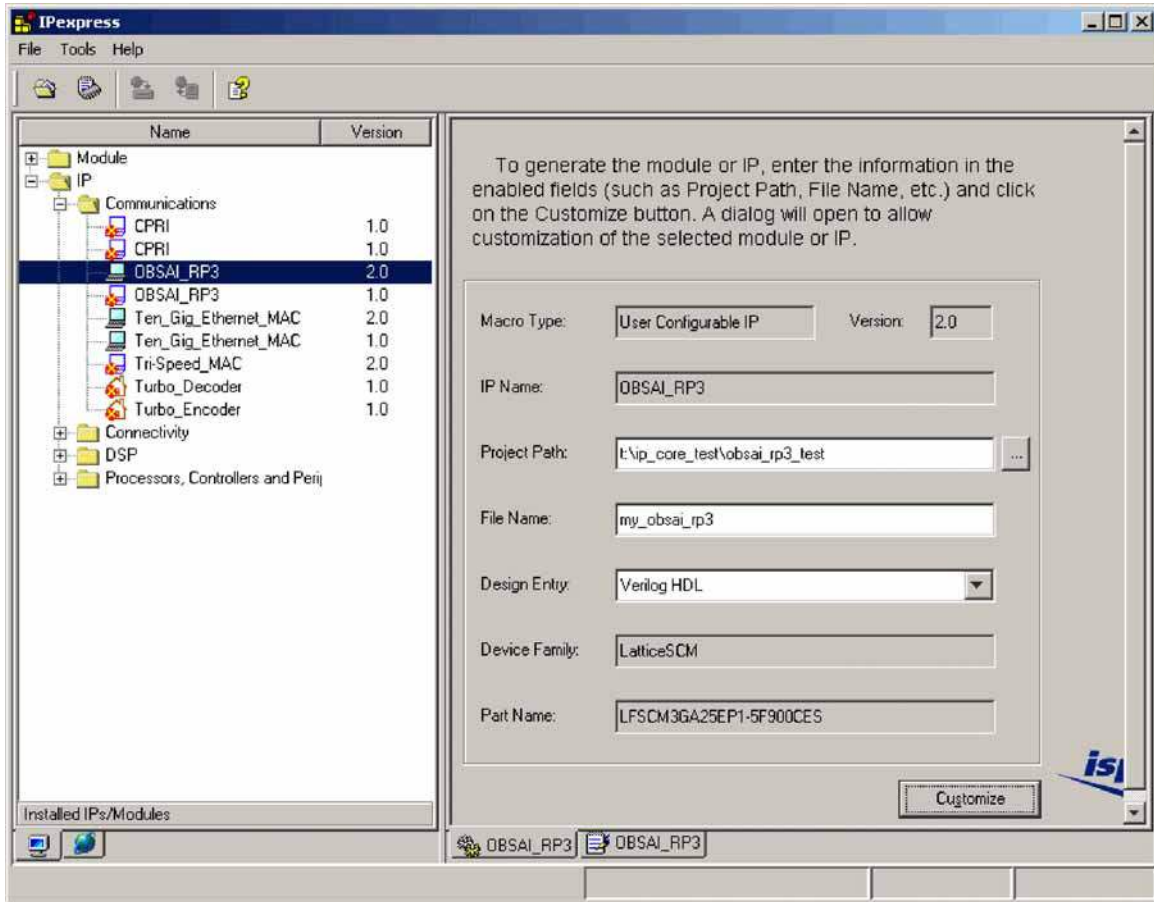 IPexpress
File Tools Help
Name Version
Module
IP
Communications
CPRI 1.0
CPRI 1.0
OBSAI_RP3 2.0
OBSAI_RP3 1.0
Ten_Gig_Ethernet_MAC 2.0
Ten_Gig_Ethernet_MAC 1.0
Tri-Speed_MAC 2.0
Turbo_Decoder 1.0
Turbo_Encoder 1.0
Connectivity
DSP
Processors, Controllers and Perip
Installed IPs/Modules
To generate the module or IP, enter the information in the
enabled fields (such as Project Path, File Name, etc.) and click
on the Customize button. A dialog will open to allow
customization of the selected module or IP.
Macro Type: User Configurable IP Version: 2.0
IP Name: OBSAI_RP3
Project Path: t:\ip_core_test\obsai_rp3_test ...
File Name: my_obsai_rp3
Design Entry: Verilog HDL
Device Family: LatticeSCM
Part Name: LFSCM3GA25EP1-5F900CES
isp
Customize
OBSAI_RP3 OBSAI_RP3